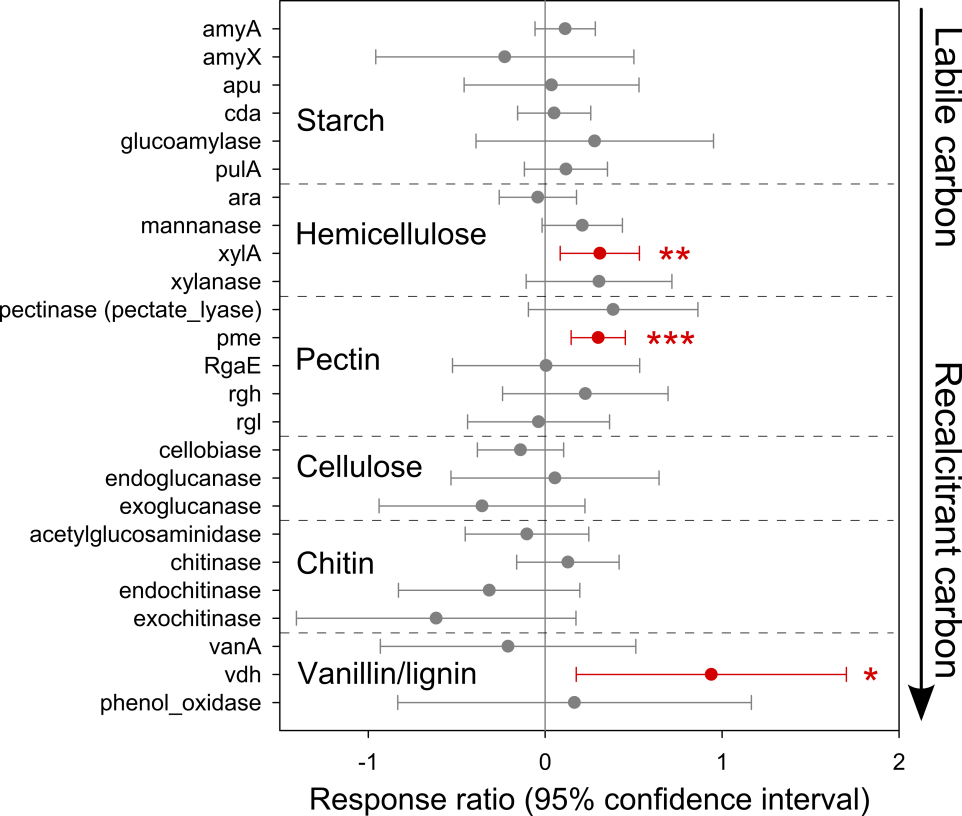 amyA
amyX
apu
cda
glucoamylase
pulA
Starch
ara
mannanase
xylA
xylanase
Hemicellulose
**
pectinase (pectate_lyase)
pme
RgaE
rgh
rgl
Pectin
***
cellobiase
endoglucanase
exoglucanase
Cellulose
acetylglucosaminidase
chitinase
endochitinase
exochitinase
Chitin
vanA
vdh
phenol_oxidase
Vanillin/lignin
*
-1 0 1 2
Response ratio (95% confidence interval)
Labile carbon
Recalcitrant carbon